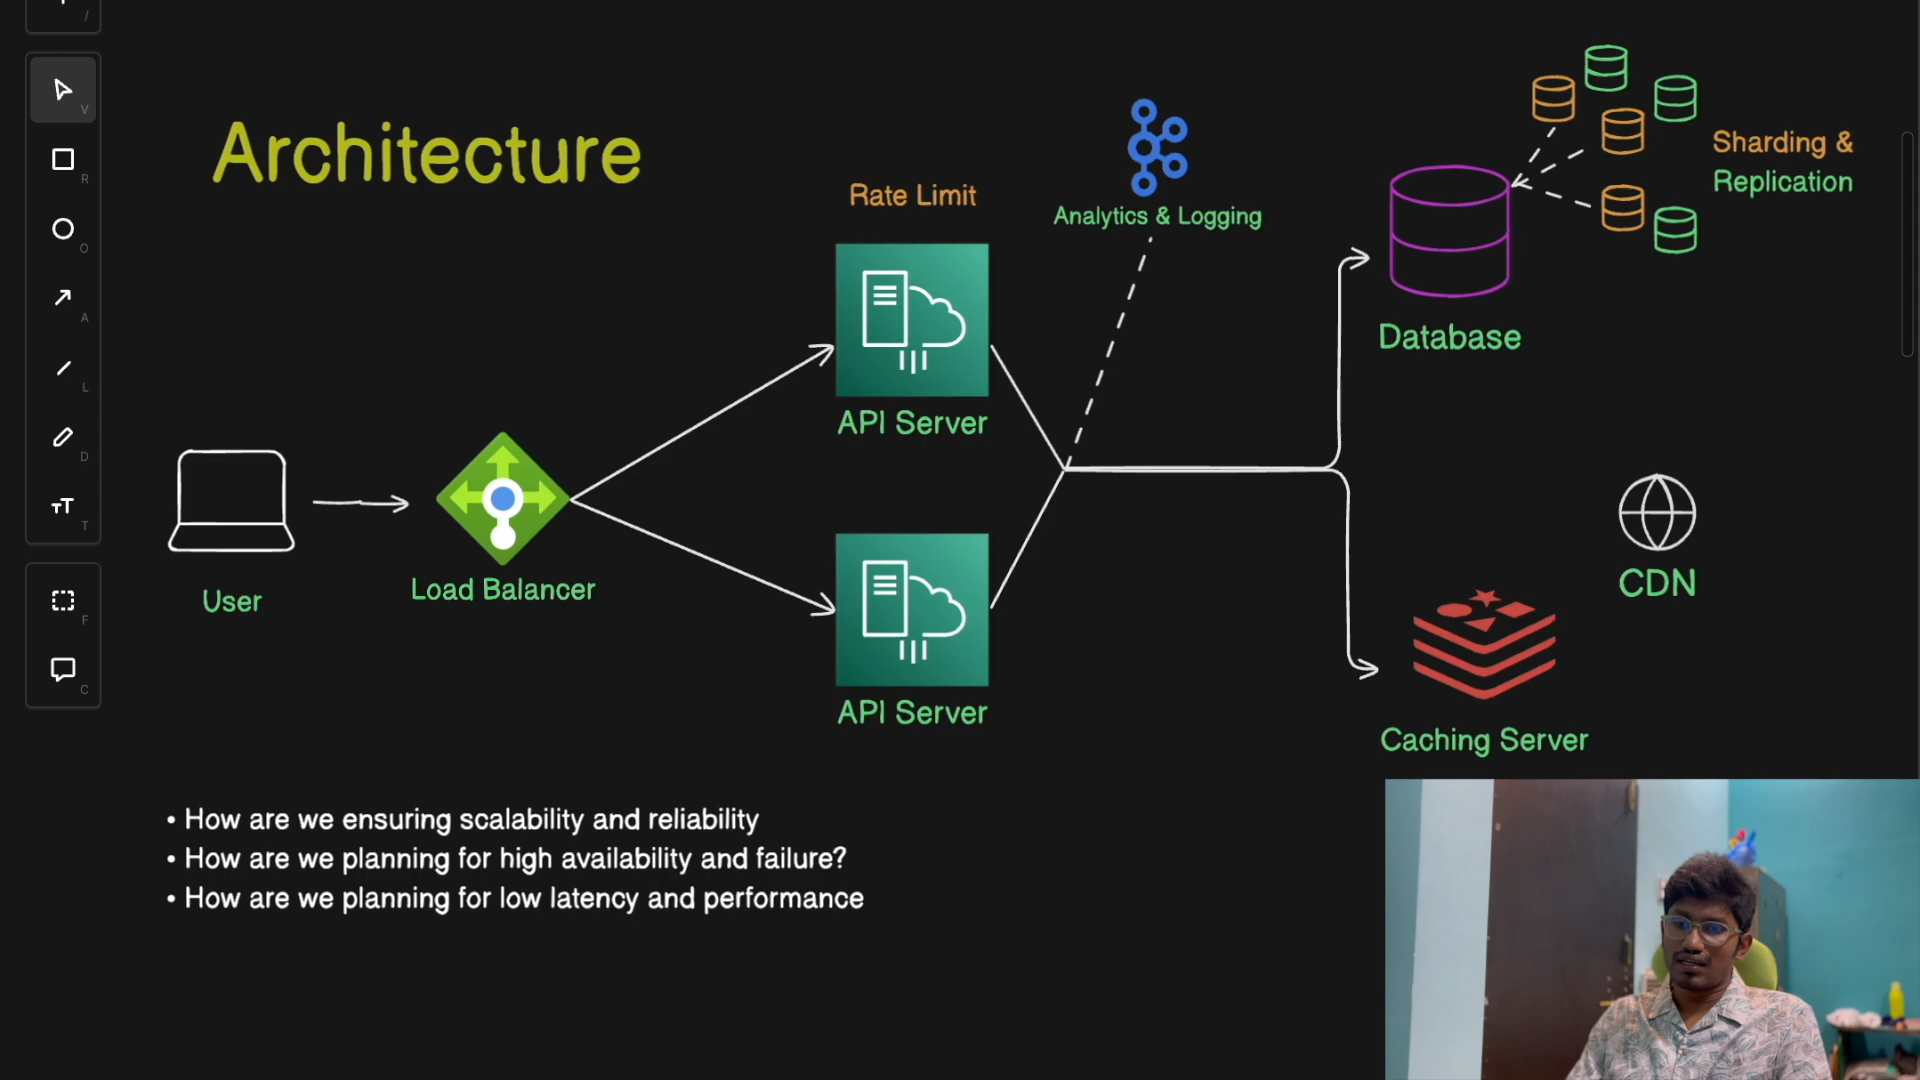 /
V
R
O
A
L
D
T
F
C
Architecture
Rate Limit
Analytics & Logging
Sharding &
Replication
API Server
Database
User
Load Balancer
API Server
CDN
Caching Server
• How are we ensuring scalability and reliability
• How are we planning for high availability and failure?
• How are we planning for low latency and performance